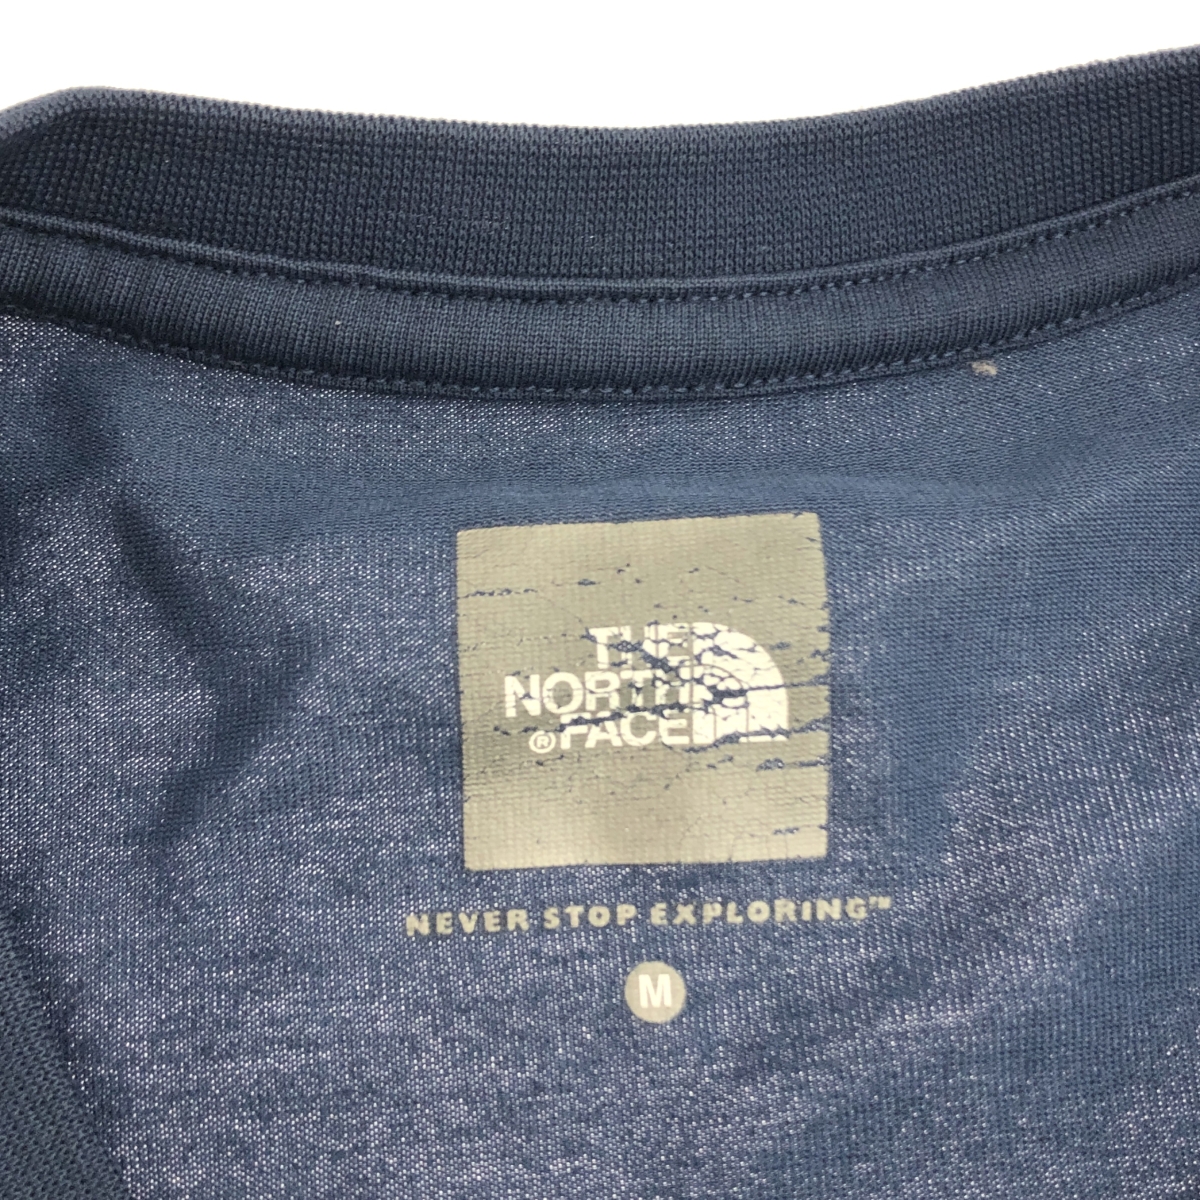 THE
NORTH
® FACE
NEVER STOP EXPLORING™
M